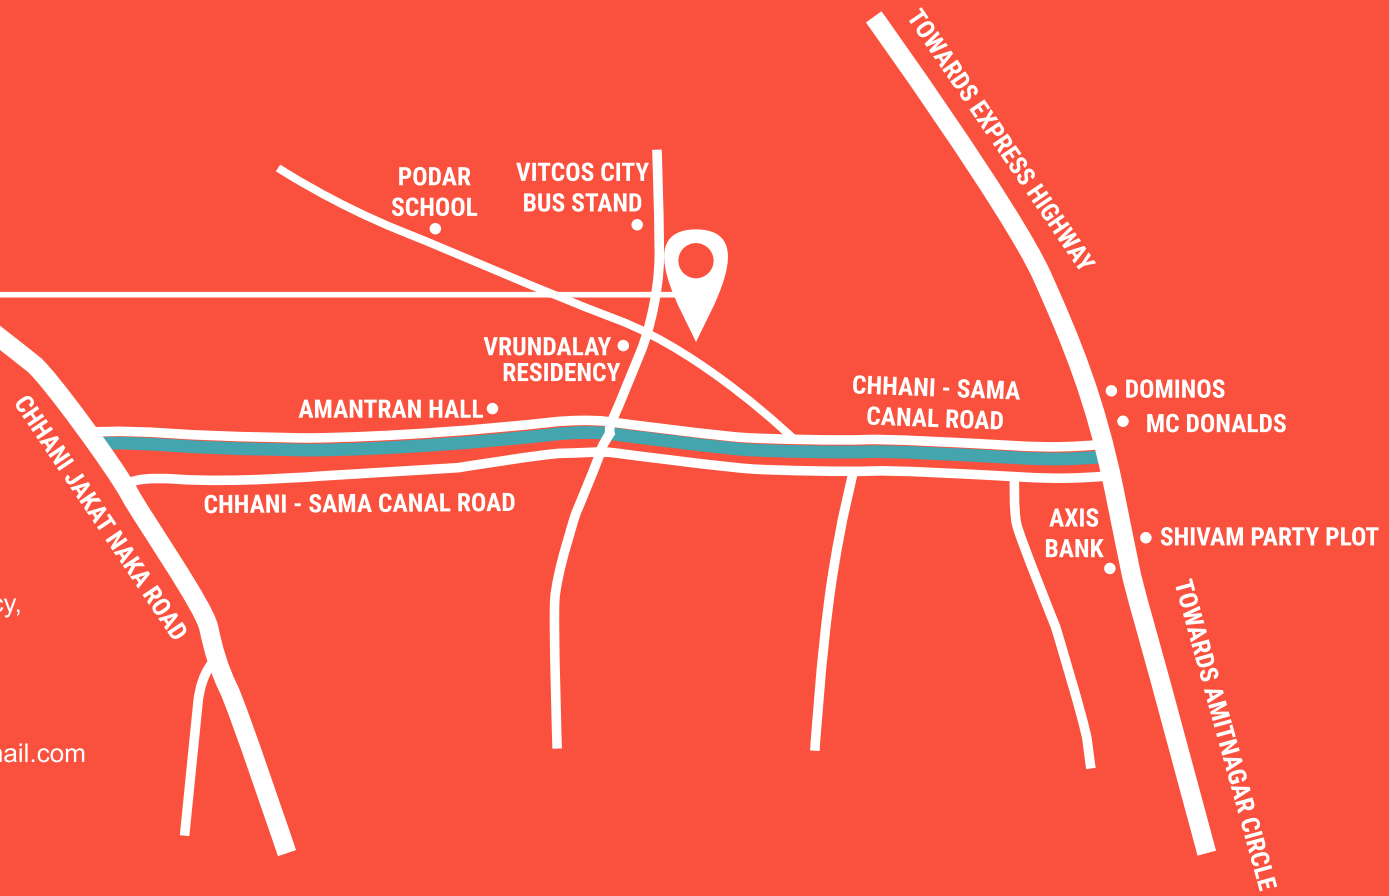 TOWARDS EXPRESS HIGHWAY
PODAR
SCHOOL
VITCOS CITY
BUS STAND
VRUNDALAY
RESIDENCY
AMANTRAN HALL
CHHANI - SAMA
CANAL ROAD
DOMINOS
MC DONALDS
CHHANI JAKAT NAKA ROAD
CHHANI - SAMA CANAL ROAD
AXIS
BANK
SHIVAM PARTY PLOT
TOWARDS AMITNAGAR CIRCLE
cy,
ail.com